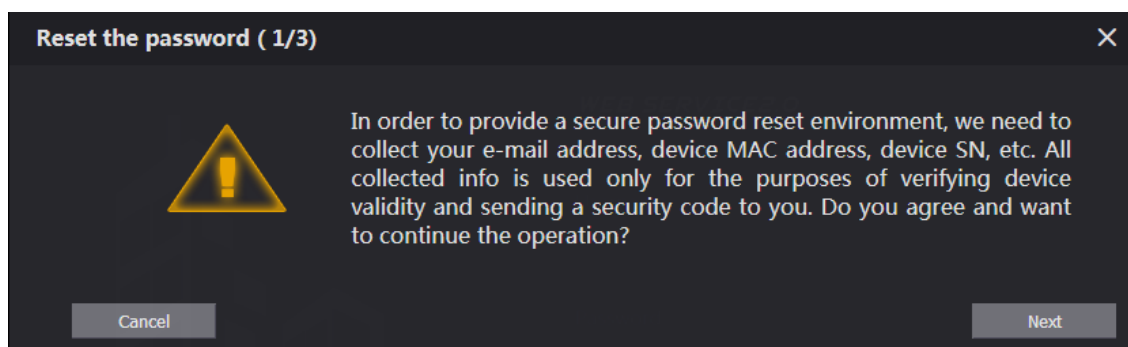 Reset the password ( 1/3)
In order to provide a secure password reset environment, we need to
collect your e-mail address, device MAC address, device SN, etc. All
collected info is used only for the purposes of verifying device
validity and sending a security code to you. Do you agree and want
to continue the operation?
Cancel
Next